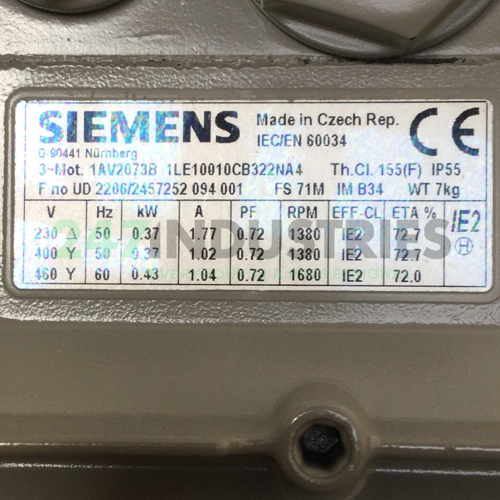 SIEMENS Made in Czech Rep. CE
D-90441 Nürnberg IEC/EN 60034
3~Mot. 1AV2073B 1LE10010CB322NA4 Th.Cl. 155(F) IP55
F no UD 2206/2457252 094 001 FS 71M IM B34 WT 7kg
V Hz kW A PF RPM EFF-CL ETA % IE2
230 Δ 50 0.37 1.77 0.72 1380 IE2 72.7 H
400 Y 50 0.37 1.02 0.72 1380 IE2 72.7
460 Y 60 0.43 1.04 0.72 1680 IE2 72.0
247INDUSTRIES